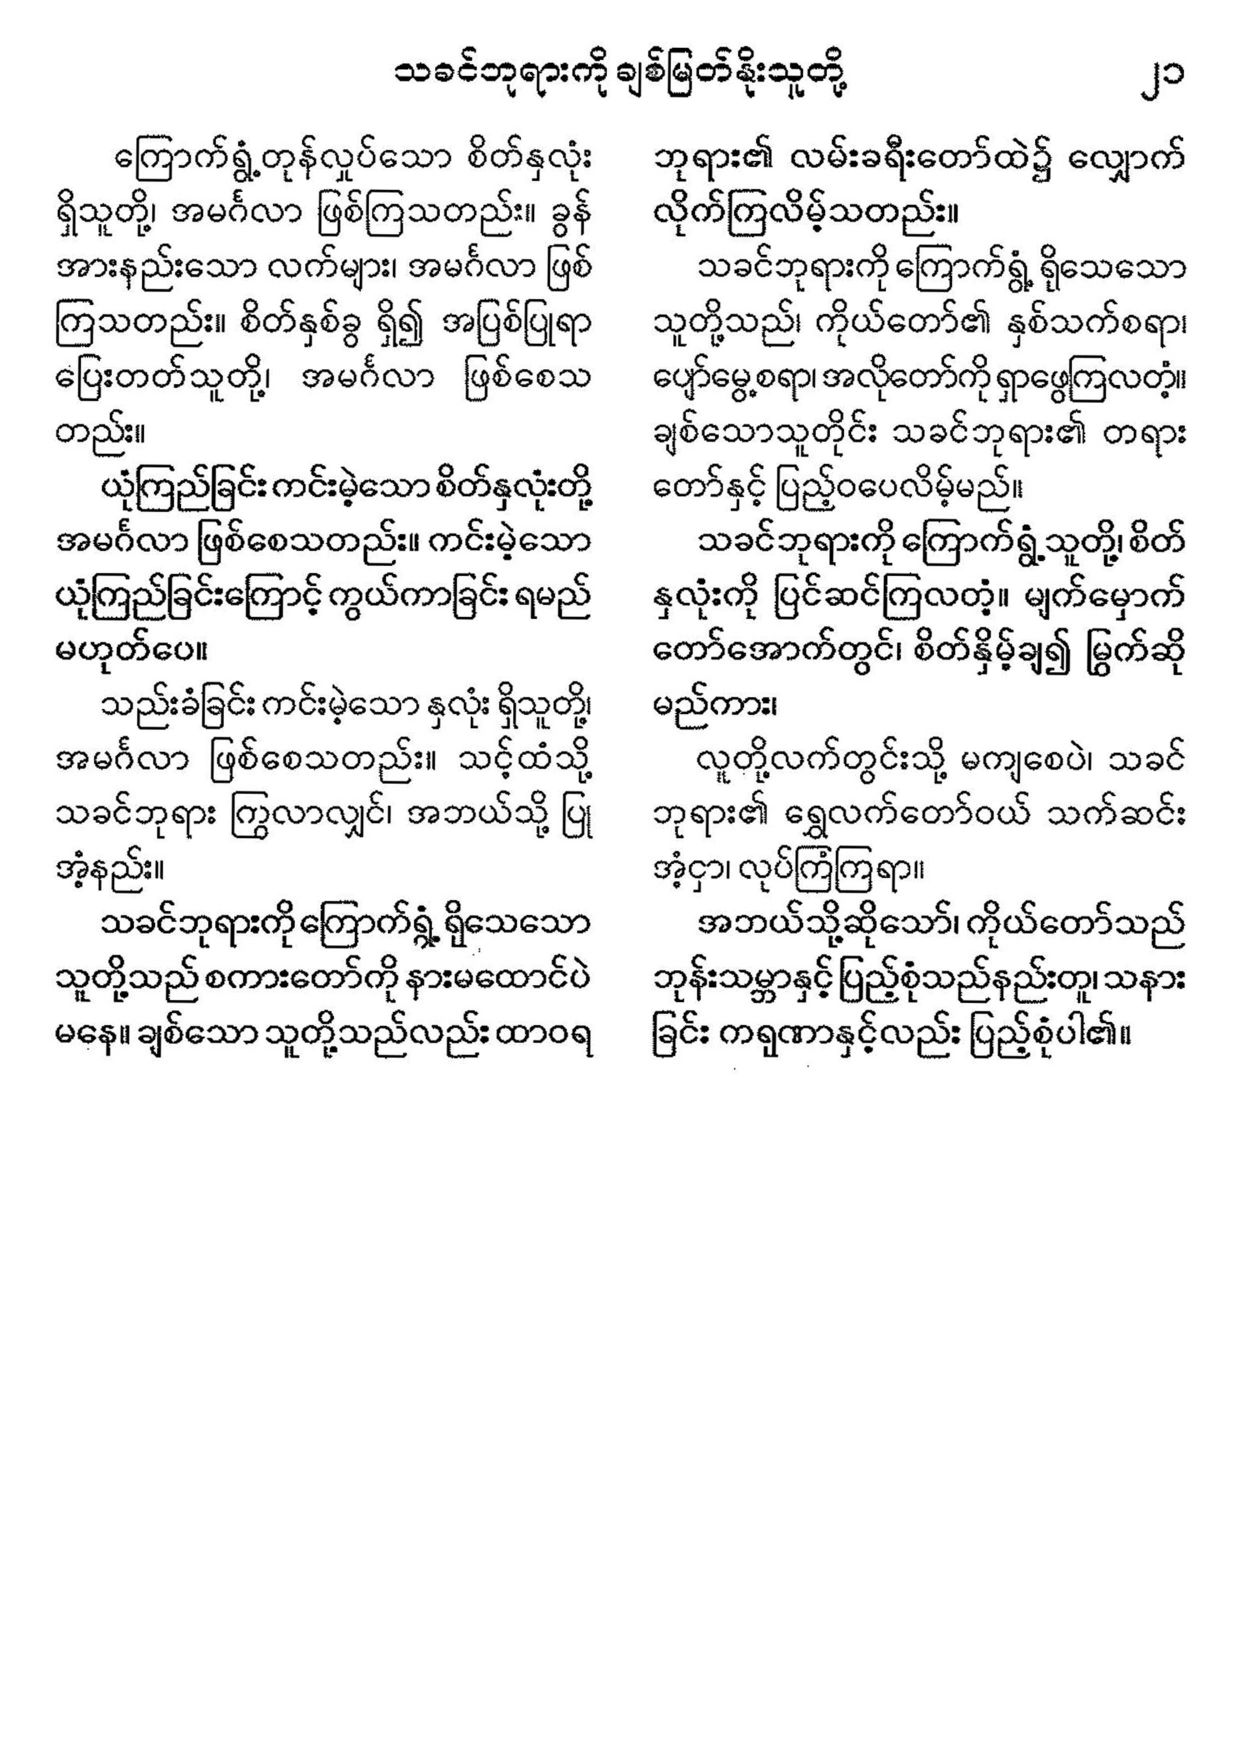 သခင်ဘုရားကို ချစ်မြတ်နိုးသူတို့ ၂၁
ကြောက်ရွံ့တုန်လှုပ်သော စိတ်နှလုံး
ရှိသူတို့၊ အမင်္ဂလာ ဖြစ်ကြသတည်း။ ခွန်
အားနည်းသော လက်များ၊ အမင်္ဂလာ ဖြစ်
ကြသတည်း။ စိတ်နှစ်ခွ ရှိ၍ အပြစ်ပြုရာ
ပြေးတတ်သူတို့၊ အမင်္ဂလာ ဖြစ်စေသ
တည်း။
ယုံကြည်ခြင်း ကင်းမဲ့သော စိတ်နှလုံးတို့
အမင်္ဂလာ ဖြစ်စေသတည်း။ ကင်းမဲ့သော
ယုံကြည်ခြင်းကြောင့် ကွယ်ကာခြင်း ရမည်
မဟုတ်ပေ။
သည်းခံခြင်း ကင်းမဲ့သော နှလုံး ရှိသူတို့၊
အမင်္ဂလာ ဖြစ်စေသတည်း။ သင့်ထံသို့
သခင်ဘုရား ကြွလာလျှင်၊ အဘယ်သို့ ပြု
အံ့နည်း။
သခင်ဘုရားကို ကြောက်ရွံ့ ရိုသေသော
သူတို့သည် စကားတော်ကို နားမထောင်ပဲ
မနေ။ ချစ်သော သူတို့သည်လည်း ထာဝရ
ဘုရား၏ လမ်းခရီးတော်ထဲ၌ လျှောက်
လိုက်ကြလိမ့်သတည်း။
သခင်ဘုရားကို ကြောက်ရွံ့ ရိုသေသော
သူတို့သည်၊ ကိုယ်တော်၏ နှစ်သက်စရာ၊
ပျော်မွေ့စရာ၊ အလိုတော်ကို ရှာဖွေကြလတံ့။
ချစ်သောသူတိုင်း သခင်ဘုရား၏ တရား
တော်နှင့် ပြည့်ဝပေလိမ့်မည်။
သခင်ဘုရားကို ကြောက်ရွံ့သူတို့၊ စိတ်
နှလုံးကို ပြင်ဆင်ကြလတံ့။ မျက်မှောက်
တော်အောက်တွင်၊ စိတ်နှိမ့်ချ၍ မြွက်ဆို
မည်ကား၊
လူတို့လက်တွင်းသို့ မကျစေပဲ၊ သခင်
ဘုရား၏ ရွှေလက်တော်ဝယ် သက်ဆင်း
အံ့ငှာ၊ လုပ်ကြံကြရာ။
အဘယ်သို့ဆိုသော်၊ ကိုယ်တော်သည်
ဘုန်းသမ္ဘာနှင့် ပြည့်စုံသည်နည်းတူ၊ သနား
ခြင်း ကရုဏာနှင့်လည်း ပြည့်စုံပါ၏။